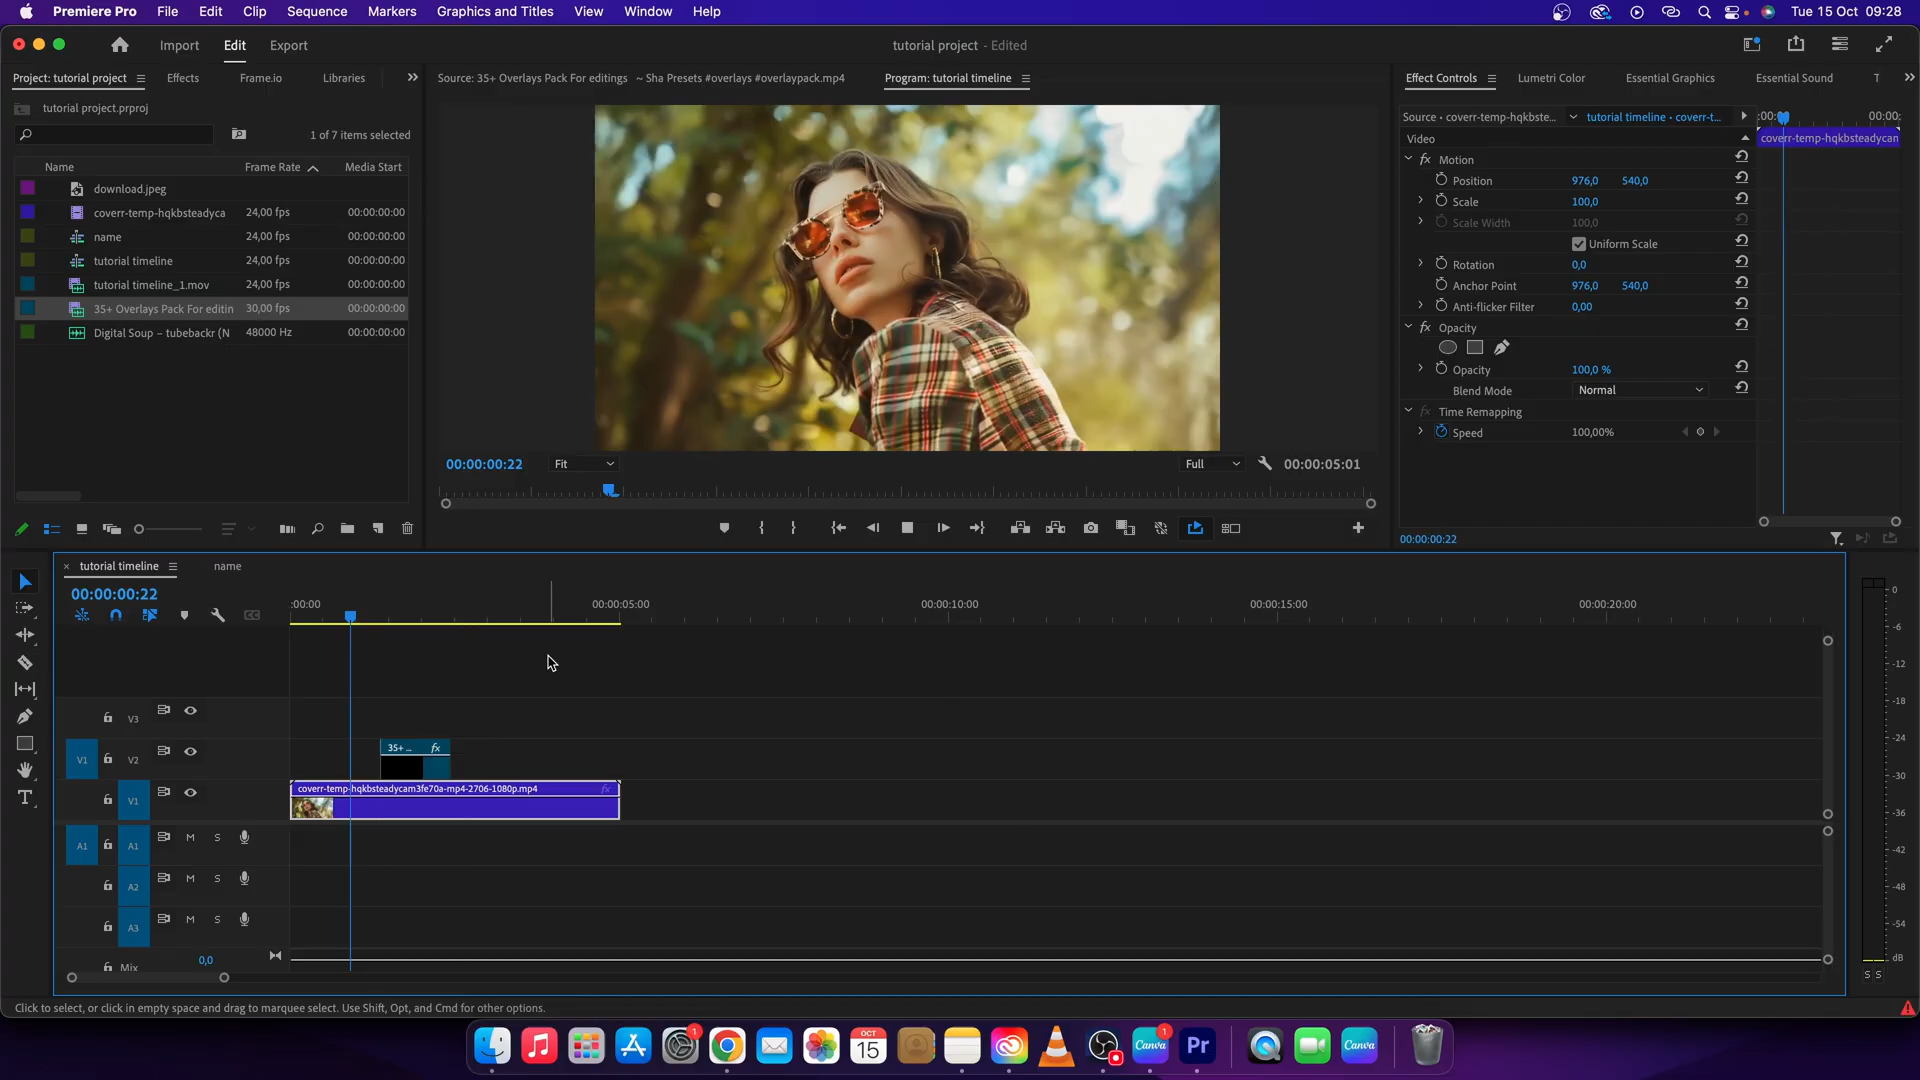 Premiere Pro File Edit Clip Sequence Markers Graphics and Titles View Window Help Tue 15 Oct 09:28
Import Edit Export tutorial project - Edited
Project: tutorial project Effects Frame.io Libraries
Source: 35+ Overlays Pack For editings ~ Sha Presets #overlays #overlaypack.mp4 Program: tutorial timeline
Effect Controls Lumetri Color Essential Graphics Essential Sound T
tutorial project.prproj
1 of 7 items selected
Name Frame Rate Media Start
download.jpeg
coverr-temp-hqkbsteadyca 24,00 fps 00:00:00:00
name 24,00 fps 00:00:00:00
tutorial timeline 24,00 fps 00:00:00:00
tutorial timeline_1.mov 24,00 fps 00:00:00:00
35+ Overlays Pack For editin 30,00 fps 00:00:00:00
Digital Soup – tubebackr (N 48000 Hz 00:00:00:00
00:00:00:22 Fit Full 00:00:05:01
Source • coverr-temp-hqkbste... tutorial timeline • coverr-t... :00:00 00:00:
Video coverr-temp-hqkbsteadycan
fx Motion
Position 976,0 540,0
Scale 100,0
Scale Width 100,0
Uniform Scale
Rotation 0,0
Anchor Point 976,0 540,0
Anti-flicker Filter 0,00
fx Opacity
Opacity 100,0 %
Blend Mode Normal
fx Time Remapping
Speed 100,00%
00:00:00:22
× tutorial timeline name
00:00:00:22
:00:00 00:00:05:00 00:00:10:00 00:00:15:00 00:00:20:00
CC
V3
V1 V2 35+ ... fx
V1 coverr-temp-hqkbsteadycam3fe70a-mp4-2706-1080p.mp4 fx
A1 A1 M S
A2 M S
A3 M S
Mix 0,0
0
-6
-12
-18
-24
-30
-36
-42
-48
-54
dB
S S
Click to select, or click in empty space and drag to marquee select. Use Shift, Opt, and Cmd for other options.
1
OCT
15
Canva
1
Pr
Canva